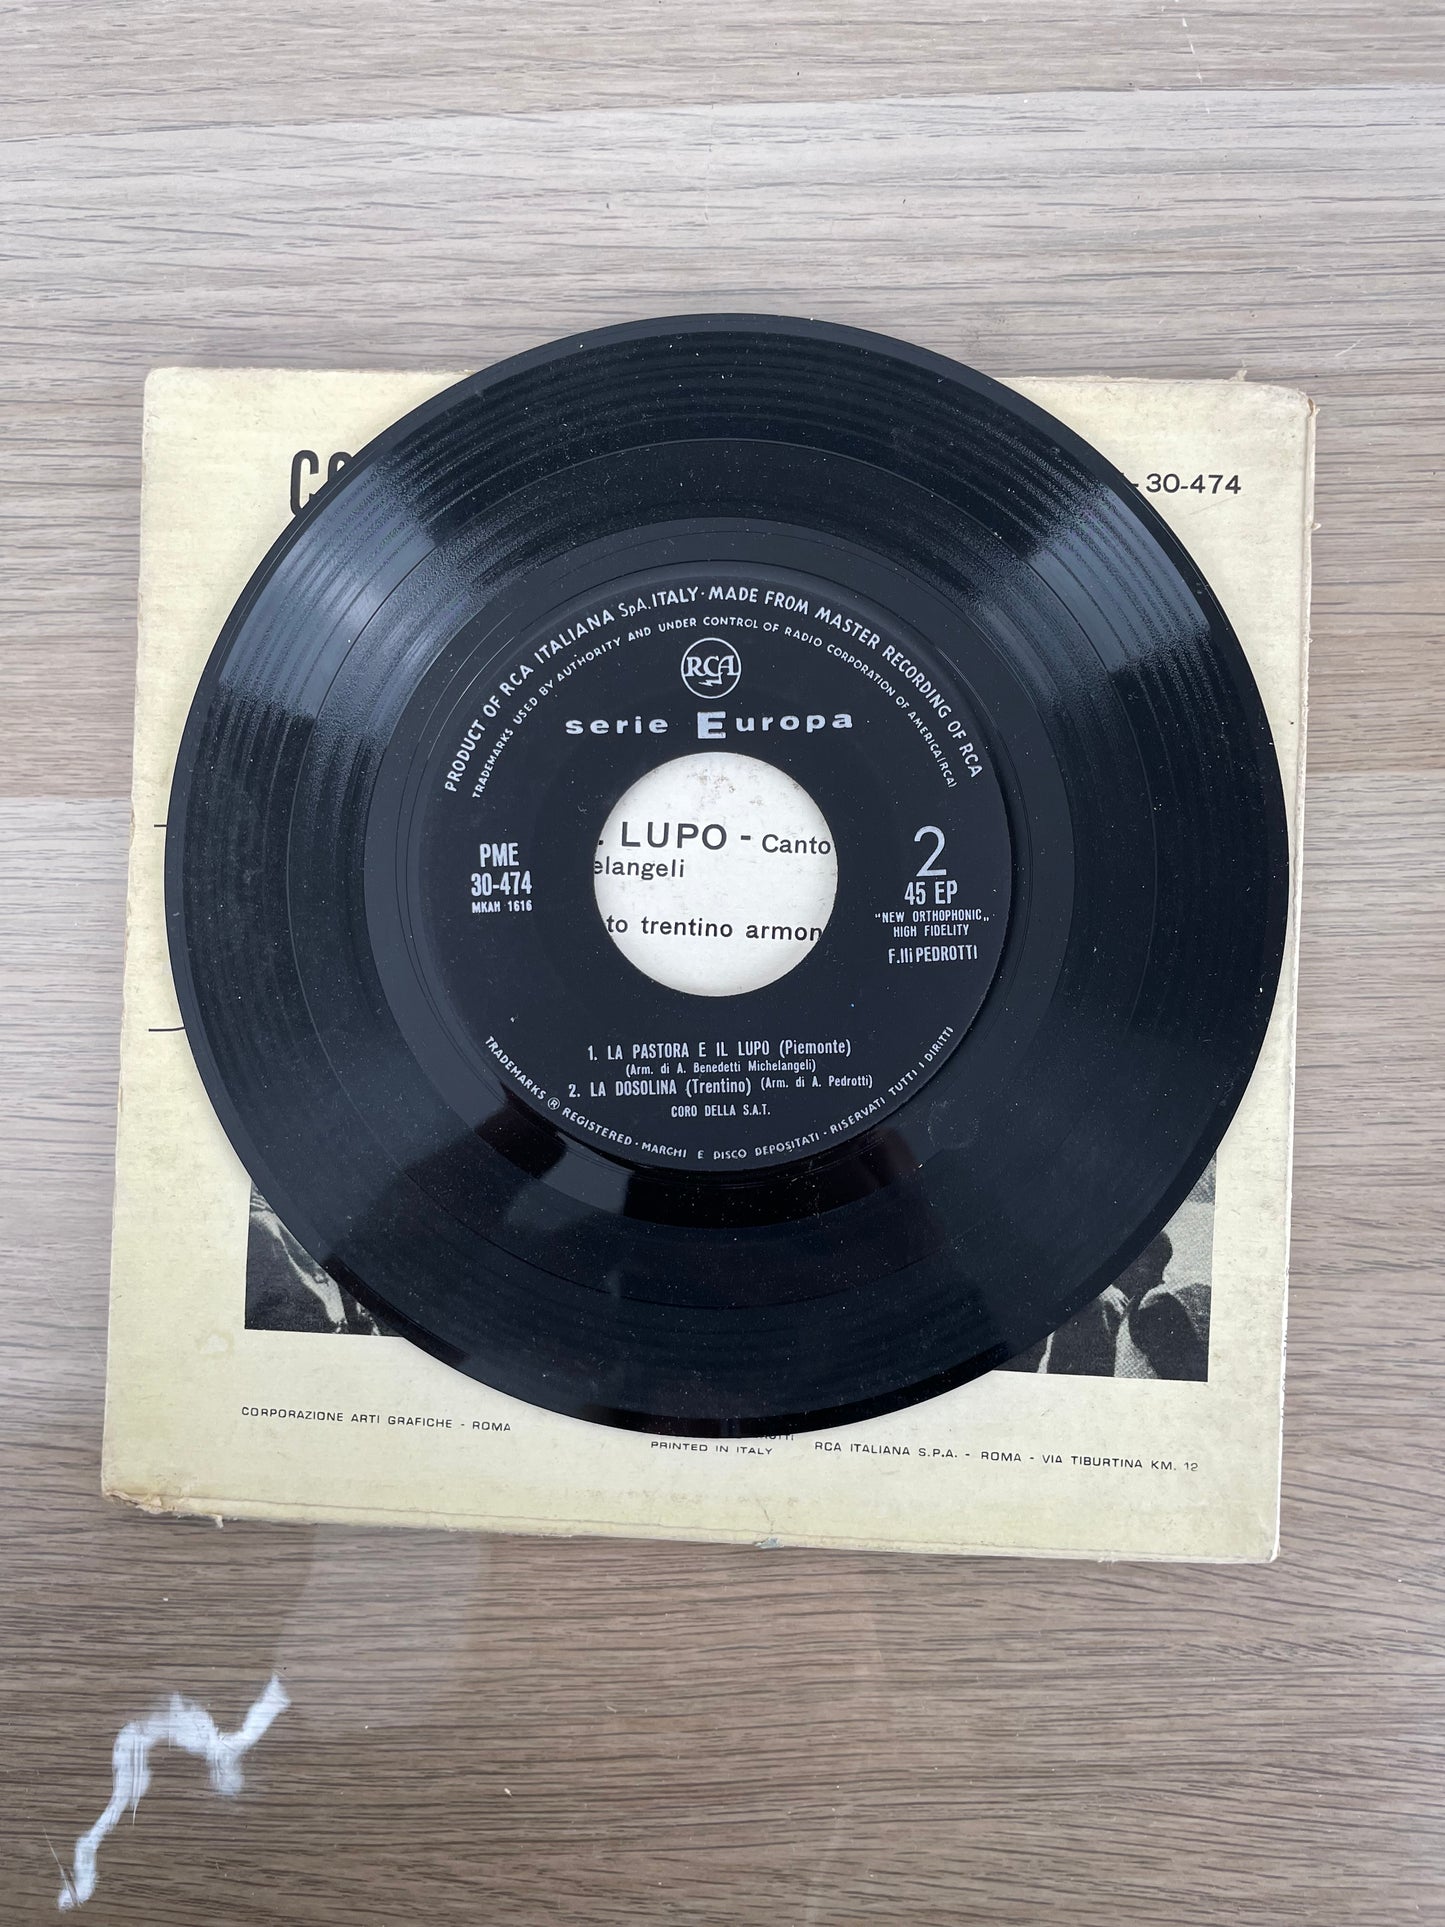 - 30-474
PRODUCT OF RCA ITALIANA SpA. ITALY · MADE FROM MASTER RECORDING OF RCA
TRADEMARKS USED BY AUTHORITY AND UNDER CONTROL OF RADIO CORPORATION OF AMERICA (RCA)
RCA
serie Europa
LUPO - Canto
elangeli
to trentino armon
PME
30-474
MKAH 1616
2
45 EP
"NEW ORTHOPHONIC„
HIGH FIDELITY
F.lli PEDROTTI
1. LA PASTORA E IL LUPO (Piemonte)
(Arm. di A. Benedetti Michelangeli)
2. LA DOSOLINA (Trentino) (Arm. di A. Pedrotti)
CORO DELLA S.A.T.
TRADEMARKS ® REGISTERED · MARCHI E DISCO DEPOSITATI · RISERVATI TUTTI I DIRITTI
CORPORAZIONE ARTI GRAFICHE - ROMA
PRINTED IN ITALY
RCA ITALIANA S.P.A. - ROMA - VIA TIBURTINA KM. 12